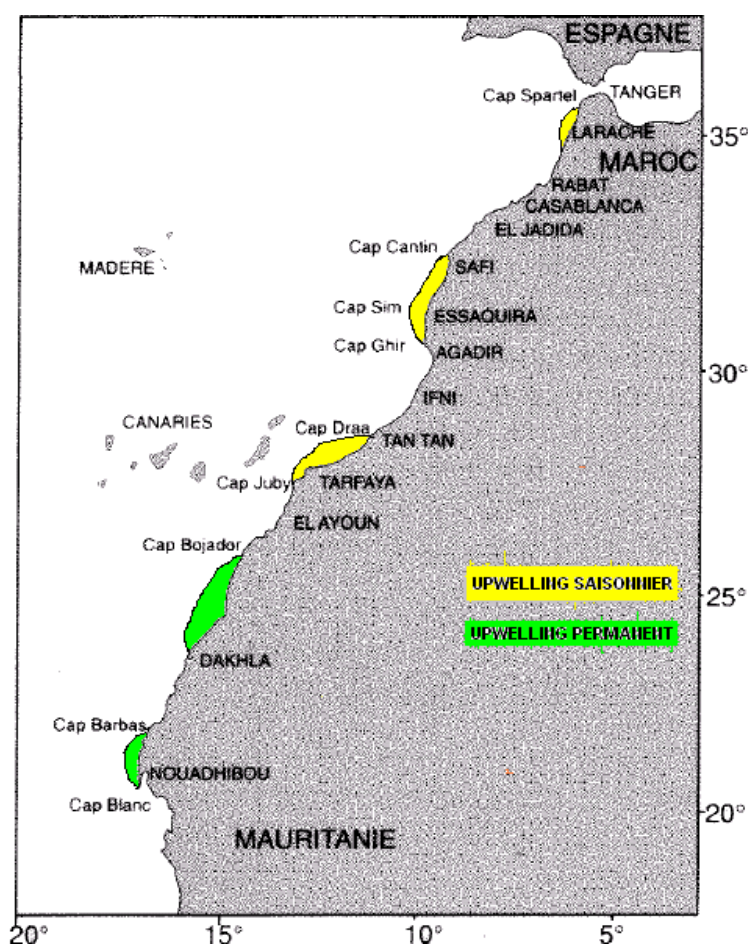 ESPAGNE
Cap Spartel
TANGER
LARACHE
35°
MAROC
RABAT
CASABLANCA
EL JADIDA
Cap Cantin
MADERE
SAFI
Cap Sim
ESSAQUIRA
Cap Ghir
AGADIR
30°
IFNI
CANARIES
Cap Draa
TAN TAN
Cap Juby
TARFAYA
EL AYOUN
Cap Bojador
UPWELLING SAISONNIER
25°
UPWELLING PERMANENT
DAKHLA
Cap Barbas
NOUADHIBOU
Cap Blanc
20°
MAURITANIE
20°
15°
10°
5°